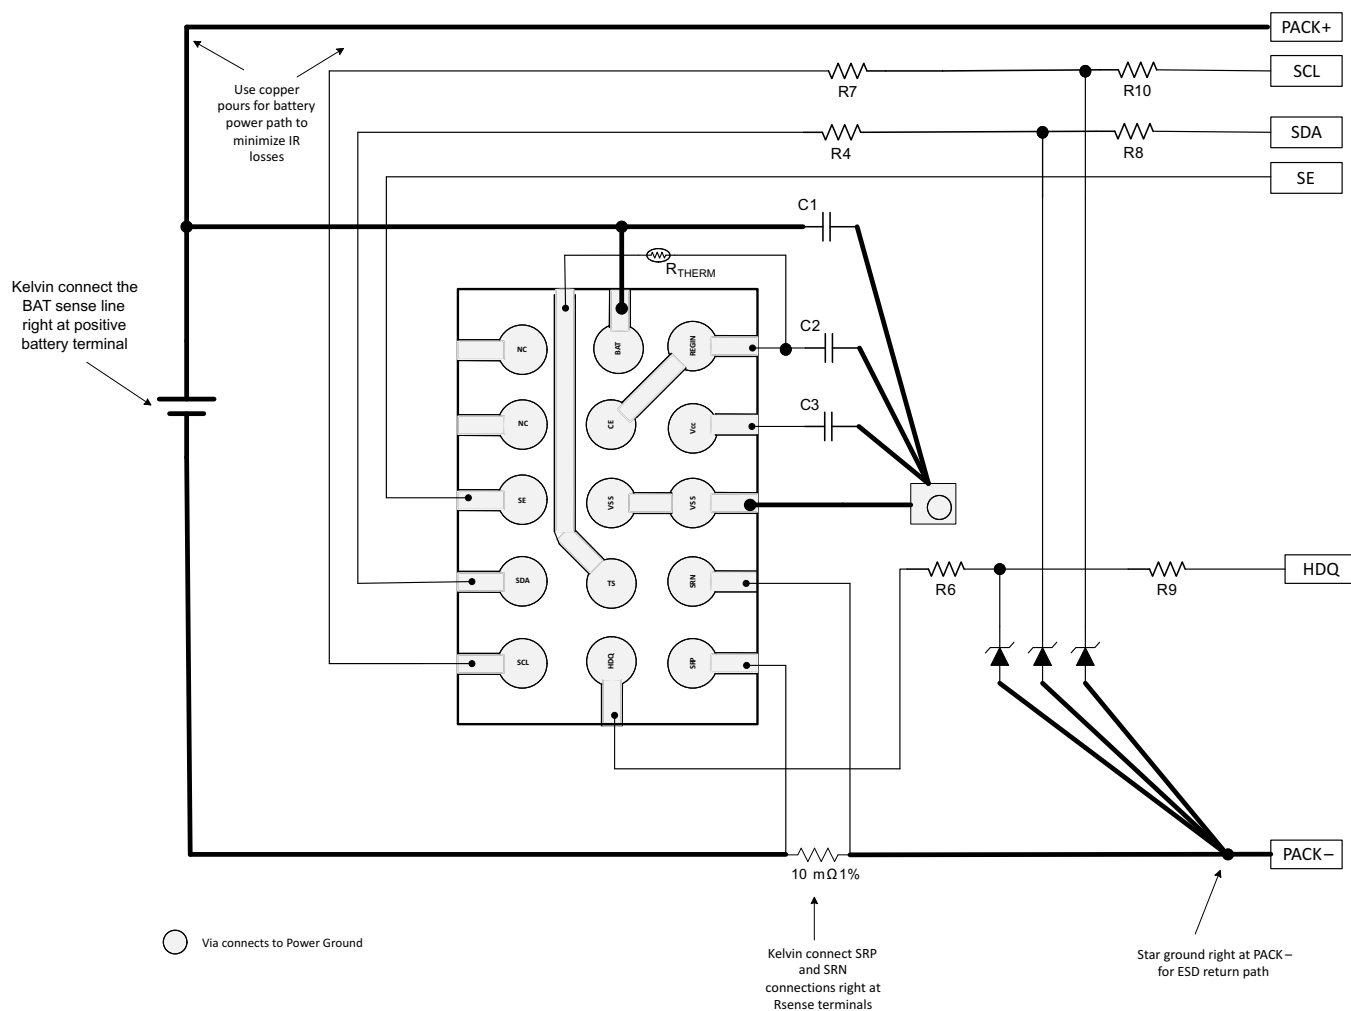 PACK+
SCL
R7
R10
Use copper
pours for battery
power path to
minimize IR
losses
SDA
R4
R8
SE
C1
RTHERM
Kelvin connect the
BAT sense line
right at positive
battery terminal
C2
NC
BAT
REGIN
C3
NC
CE
Vcc
SE
VSS
VSS
HDQ
R6
R9
SDA
TS
SRN
SCL
HDQ
SRP
PACK–
10 mΩ1%
Via connects to Power Ground
Kelvin connect SRP
and SRN
connections right at
Rsense terminals
Star ground right at PACK–
for ESD return path